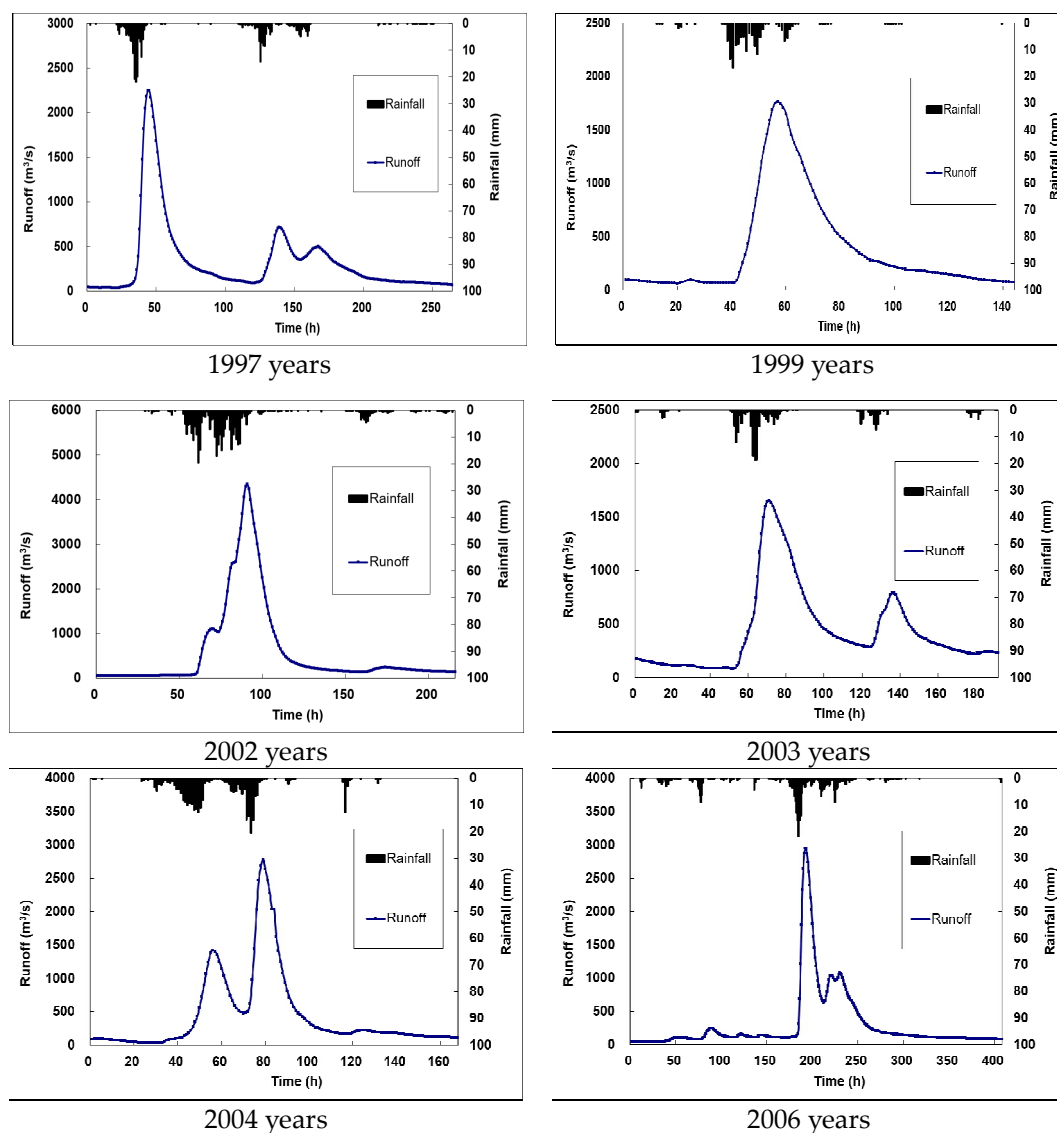 3000 2500 2000 1500 1000 500 0
Runoff (m³/s)
0 50 100 150 200 250
Time (h)
0 10 20 30 40 50 60 70 80 90 100
Rainfall (mm)
Rainfall
Runoff
1997 years
2500 2000 1500 1000 500 0
Runoff (m³/s)
0 20 40 60 80 100 120 140
Time (h)
0 10 20 30 40 50 60 70 80 90 100
Rainfall (mm)
Rainfall
Runoff
1999 years
6000 5000 4000 3000 2000 1000 0
Runoff (m³/s)
0 50 100 150 200
Time (h)
0 10 20 30 40 50 60 70 80 90 100
Rainfall (mm)
Rainfall
Runoff
2002 years
2500 2000 1500 1000 500 0
Runoff (m³/s)
0 20 40 60 80 100 120 140 160 180
Time (h)
0 10 20 30 40 50 60 70 80 90 100
Rainfall (mm)
Rainfall
Runoff
2003 years
4000 3500 3000 2500 2000 1500 1000 500 0
Runoff (m³/s)
0 20 40 60 80 100 120 140 160
Time (h)
0 10 20 30 40 50 60 70 80 90 100
Rainfall (mm)
Rainfall
Runoff
2004 years
4000 3500 3000 2500 2000 1500 1000 500 0
Runoff (m³/s)
0 50 100 150 200 250 300 350 400
Time (h)
0 10 20 30 40 50 60 70 80 90 100
Rainfall (mm)
Rainfall
Runoff
2006 years